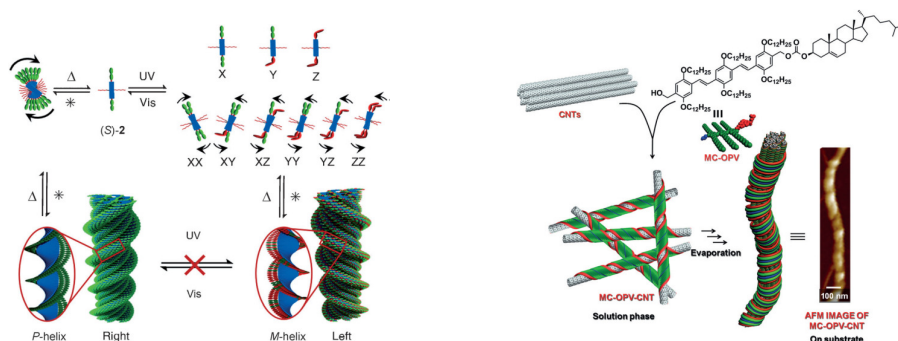 X
Y
Z
Δ
UV
✳
Vis
(S)-2
XX
XY
XZ
YY
YZ
ZZ
Δ
✳
Δ
✳
UV
Vis
P-helix
Right
M-helix
Left
CNTs
HO
OC12H25
OC12H25
OC12H25
OC12H25
OC12H25
OC12H25
O
O
O
III
MC-OPV
Evaporation
MC-OPV-CNT
Solution phase
100 nm
AFM IMAGE OF
MC-OPV-CNT
On substrate